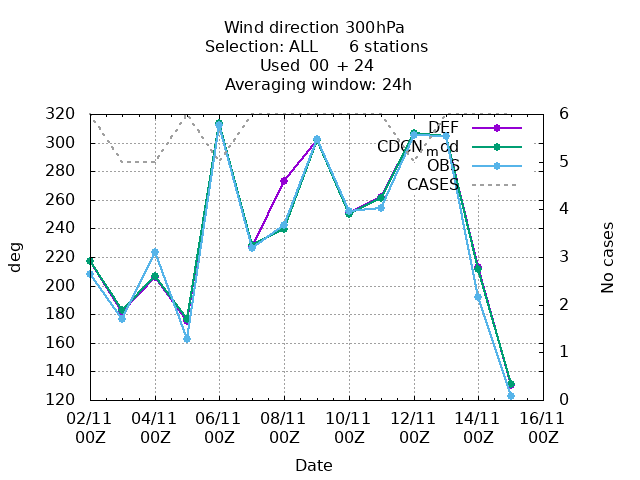 Wind direction 300hPa
Selection: ALL 6 stations
Used 00 + 24
Averaging window: 24h
320 6
DEF
300
CDCN_mcd
280 5
OBS
CASES
260
240 4
220 3
deg
No cases
200
180 2
160
140 1
120 0
02/11 04/11 06/11 08/11 10/11 12/11 14/11 16/11
00Z 00Z 00Z 00Z 00Z 00Z 00Z 00Z
Date